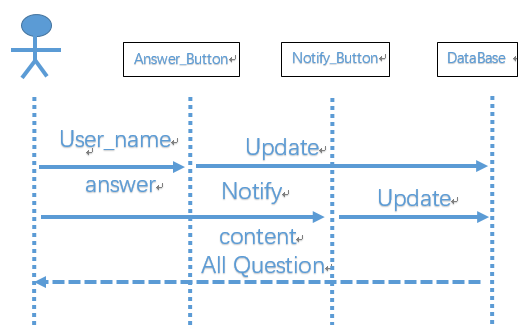 Answer_Button
Notify_Button
DataBase
User_name
Update
answer
Notify
Update
content
All Question